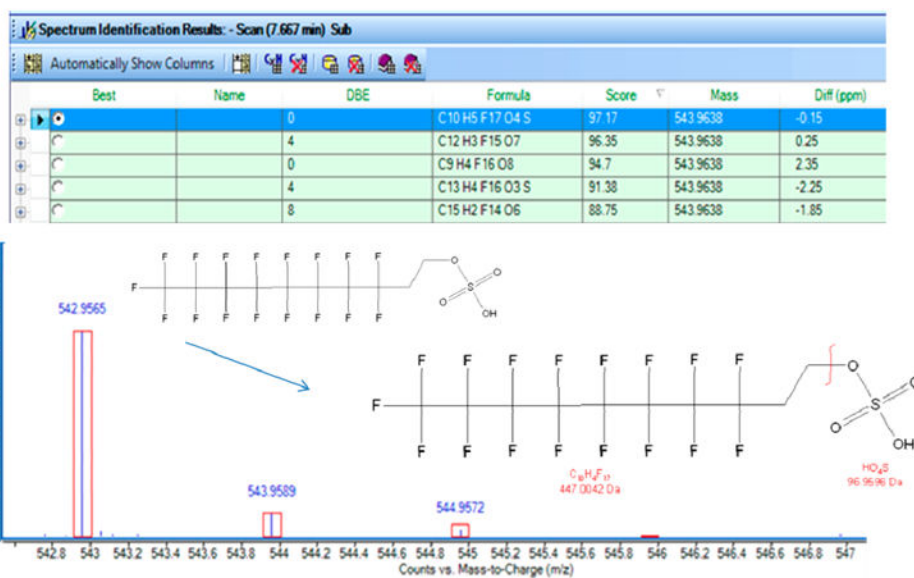 Spectrum Identification Results: - Scan (7.667 min) Sub
Automatically Show Columns
Best Name DBE Formula Score Mass Diff (ppm)
0 C10 H5 F17 O4 S 97.17 543.9638 -0.15
4 C12 H3 F15 O7 96.35 543.9638 0.25
0 C9 H4 F16 O8 94.7 543.9638 2.35
4 C13 H4 F16 O3 S 91.38 543.9638 -2.25
8 C15 H2 F14 O6 88.75 543.9638 -1.85
F F F F F F F F
O
F S O
O
F F F F F F F F OH
542.9565
F F F F F F F F
O O
F S
O
F F F F F F F F OH
C10H4F17
447.0042 Da
HO4S
96.9596 Da
543.9589
544.9572
542.8 543 543.2 543.4 543.6 543.8 544 544.2 544.4 544.6 544.8 545 545.2 545.4 545.6 545.8 546 546.2 546.4 546.6 546.8 547
Counts vs. Mass-to-Charge (m/z)